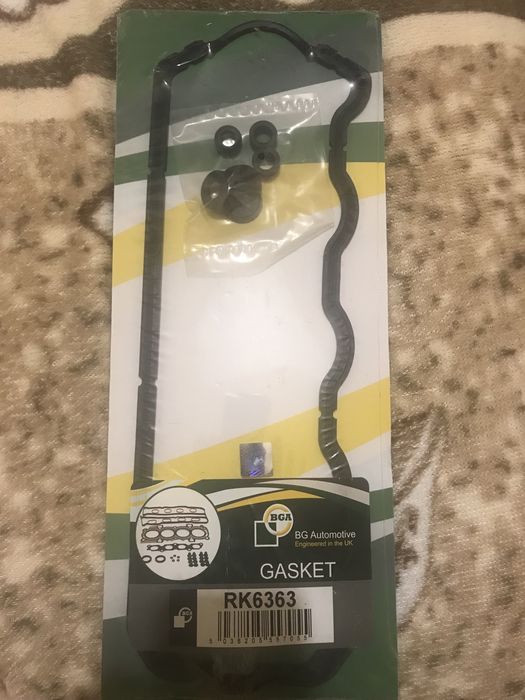 BGA
BG Automotive
Engineered in the UK
GASKET
RK6363